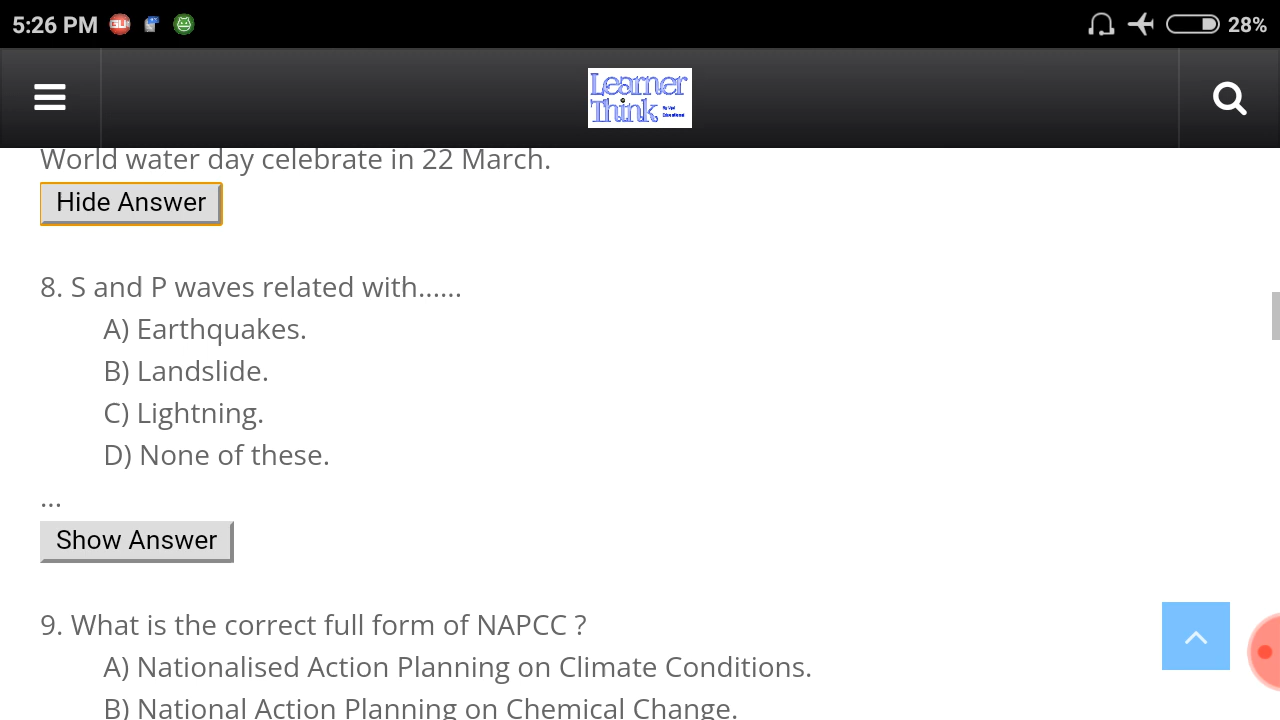 5:26 PM
28%
Learner
Think
World water day celebrate in 22 March.
Hide Answer
8. S and P waves related with......
A) Earthquakes.
B) Landslide.
C) Lightning.
D) None of these.
...
Show Answer
9. What is the correct full form of NAPCC ?
A) Nationalised Action Planning on Climate Conditions.
B) National Action Planning on Chemical Change.